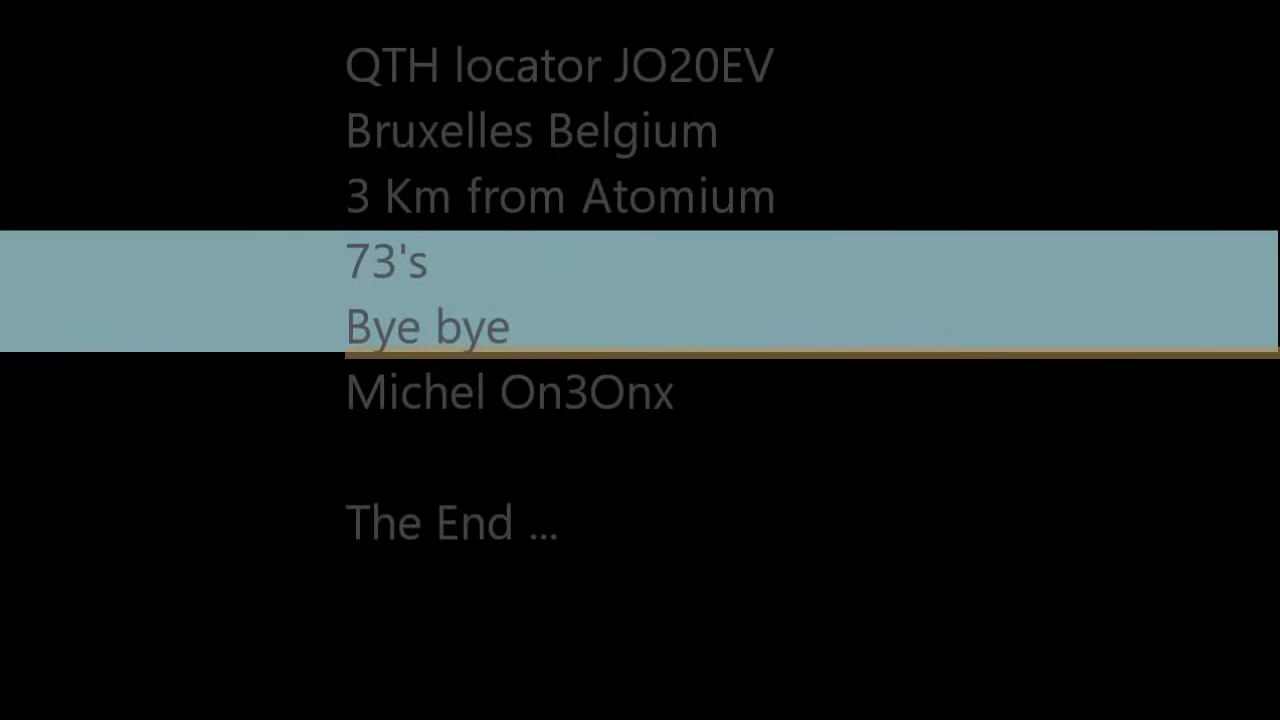 QTH locator JO20EV
Bruxelles Belgium
3 Km from Atomium
73's
Bye bye
Michel On3Onx
The End ...